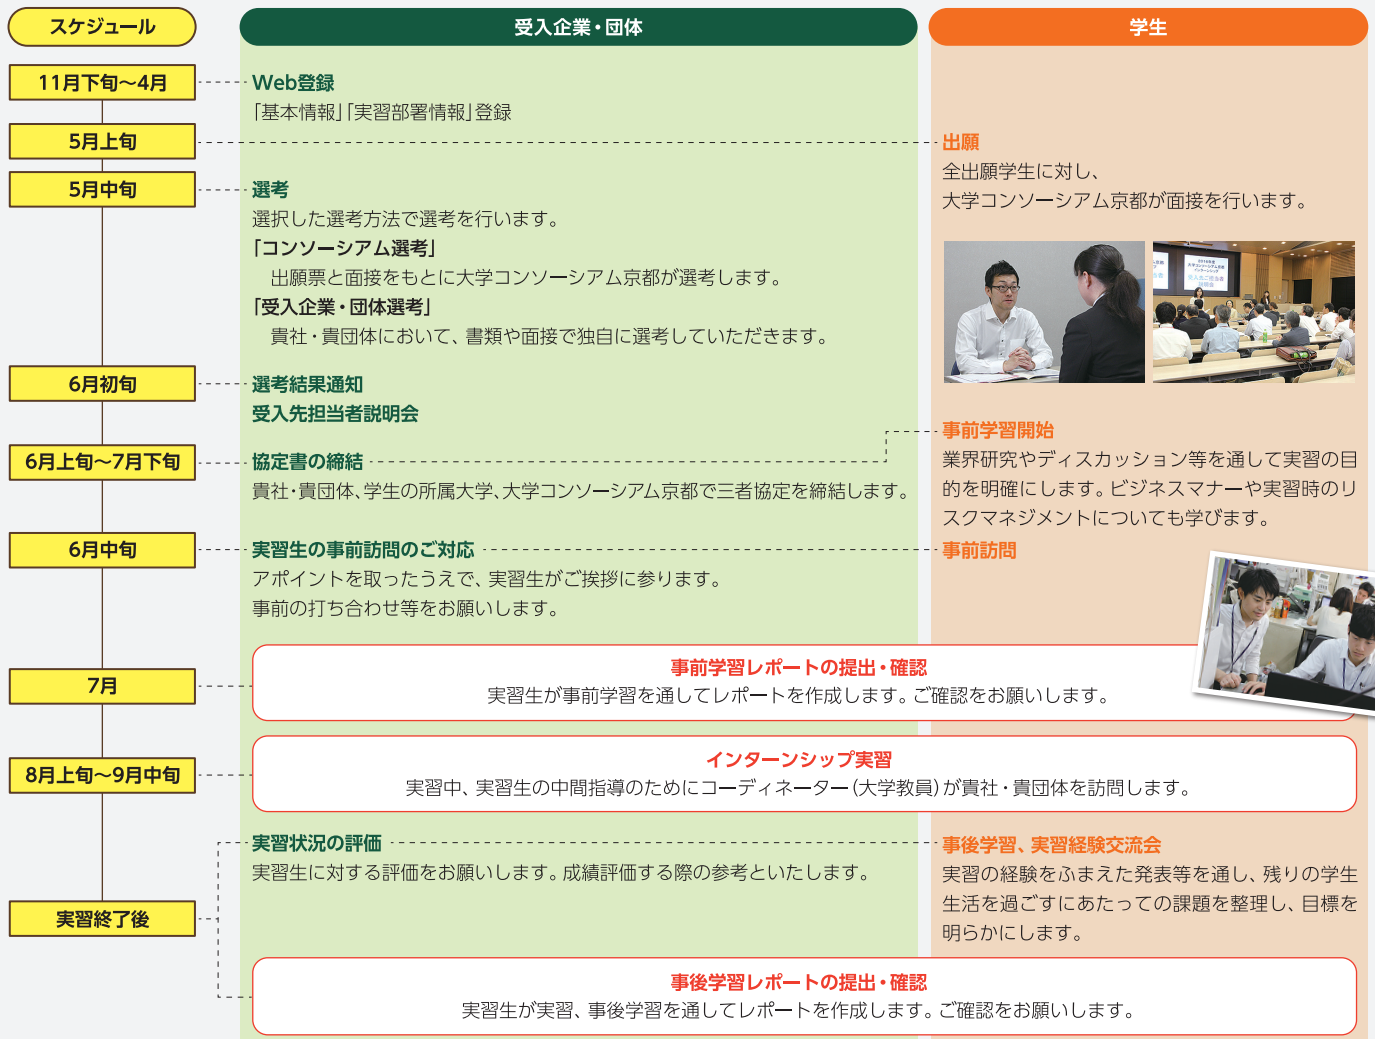 スケジュール
受入企業・団体
学生
11月下旬～4月
Web登録
「基本情報」「実習部署情報」登録
5月上旬
出願
全出願学生に対し、
大学コンソーシアム京都が面接を行います。
5月中旬
選考
選択した選考方法で選考を行います。
「コンソーシアム選考」
出願票と面接をもとに大学コンソーシアム京都が選考します。
「受入企業・団体選考」
貴社・貴団体において、書類や面接で独自に選考していただきます。
6月初旬
選考結果通知
受入先担当者説明会
事前学習開始
業界研究やディスカッション等を通して実習の目
的を明確にします。ビジネスマナーや実習時のリ
スクマネジメントについても学びます。
6月上旬～7月下旬
協定書の締結
貴社・貴団体、学生の所属大学、大学コンソーシアム京都で三者協定を締結します。
6月中旬
実習生の事前訪問のご対応
事前訪問
アポイントを取ったうえで、実習生がご挨拶に参ります。
事前の打ち合わせ等をお願いします。
7月
事前学習レポートの提出・確認
実習生が事前学習を通してレポートを作成します。ご確認をお願いします。
8月上旬～9月中旬
インターンシップ実習
実習中、実習生の中間指導のためにコーディネーター（大学教員）が貴社・貴団体を訪問します。
実習終了後
実習状況の評価
実習生に対する評価をお願いします。成績評価する際の参考といたします。
事後学習、実習経験交流会
実習の経験をふまえた発表等を通し、残りの学生
生活を過ごすにあたっての課題を整理し、目標を
明らかにします。
事後学習レポートの提出・確認
実習生が実習、事後学習を通してレポートを作成します。ご確認をお願いします。